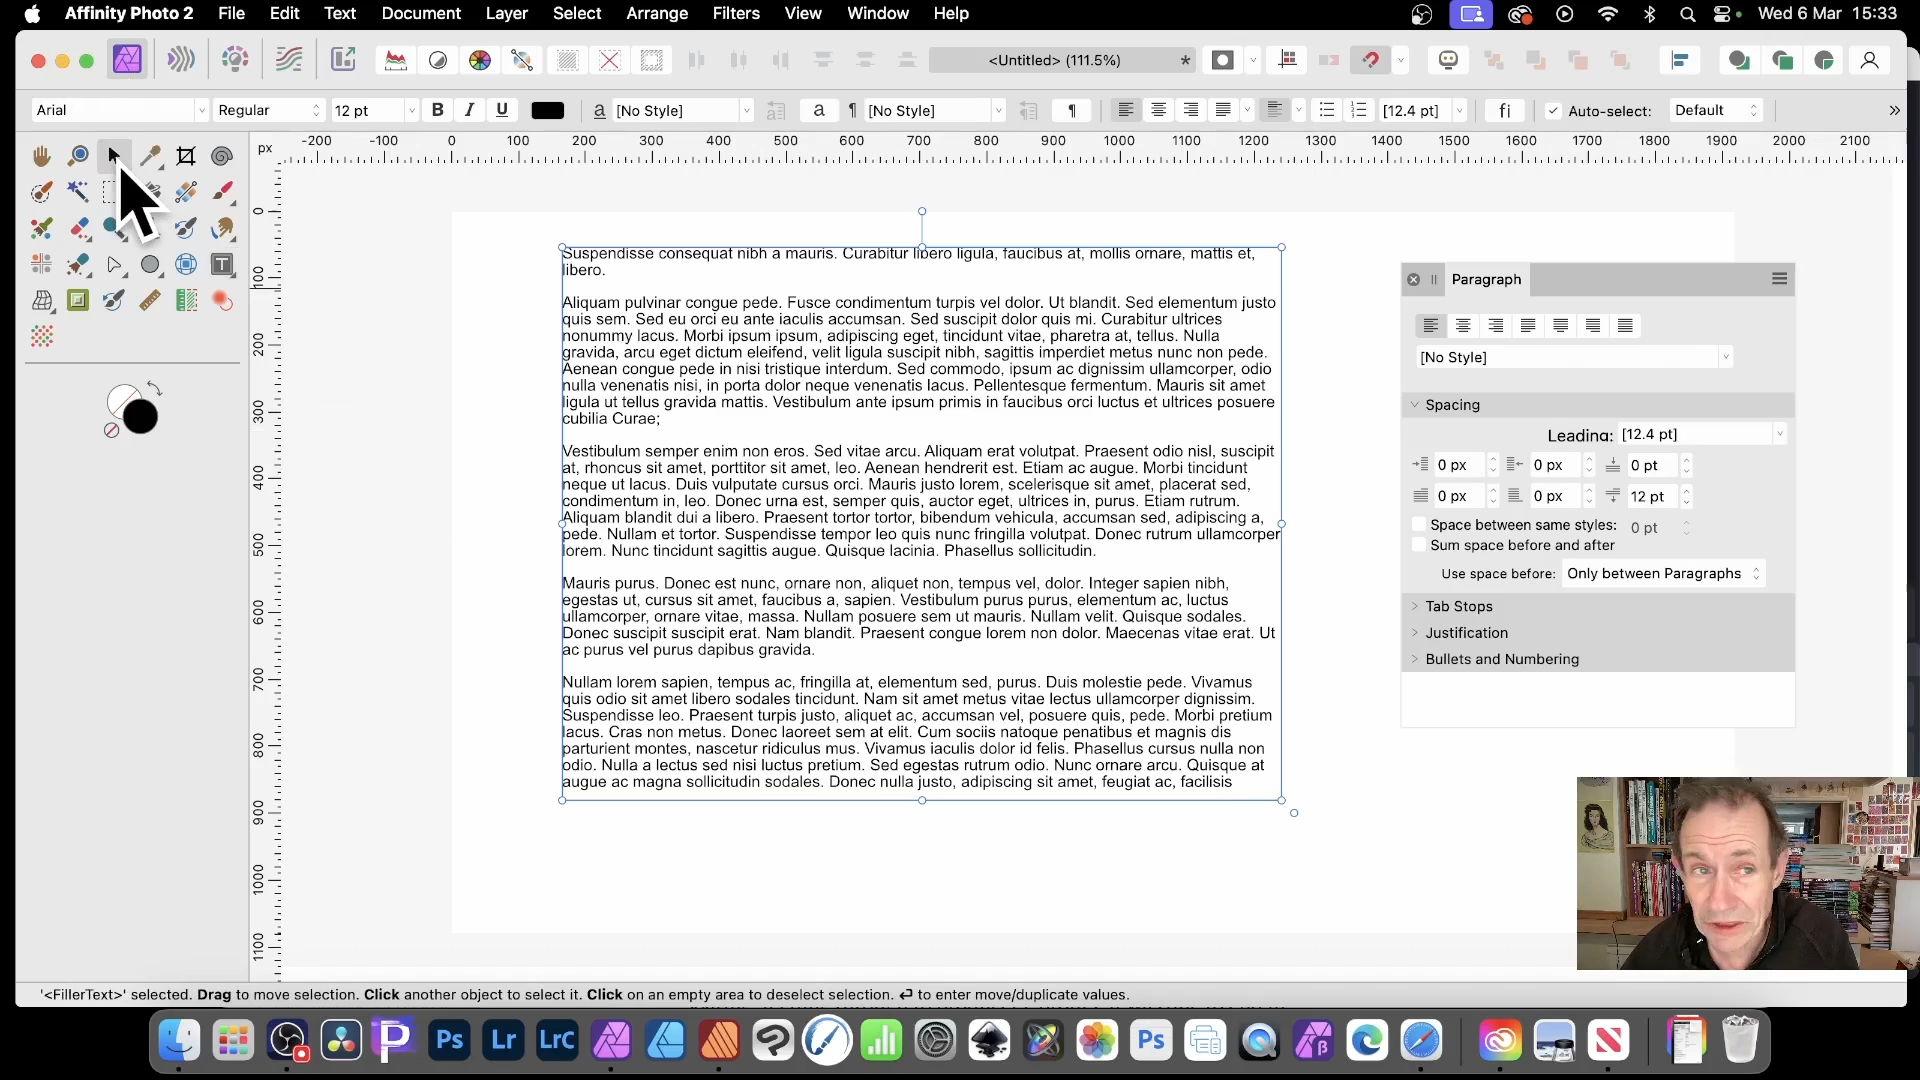 Affinity Photo 2 File Edit Text Document Layer Select Arrange Filters View Window Help Wed 6 Mar 15:33
<Untitled> (111.5%) *
Arial Regular 12 pt B I U a [No Style] a ¶ [No Style] ¶ [12.4 pt] fi Auto-select: Default
px -200 -100 0 100 200 300 400 500 600 700 800 900 1000 1100 1200 1300 1400 1500 1600 1700 1800 1900 2000 2100
0
100
200
300
400
500
600
700
800
900
1000
1100
Suspendisse consequat nibh a mauris. Curabitur libero ligula, faucibus at, mollis ornare, mattis et,
libero.
Aliquam pulvinar congue pede. Fusce condimentum turpis vel dolor. Ut blandit. Sed elementum justo
quis sem. Sed eu orci eu ante iaculis accumsan. Sed suscipit dolor quis mi. Curabitur ultrices
nonummy lacus. Morbi ipsum ipsum, adipiscing eget, tincidunt vitae, pharetra at, tellus. Nulla
gravida, arcu eget dictum eleifend, velit ligula suscipit nibh, sagittis imperdiet metus nunc non pede.
Aenean congue pede in nisi tristique interdum. Sed commodo, ipsum ac dignissim ullamcorper, odio
nulla venenatis nisi, in porta dolor neque venenatis lacus. Pellentesque fermentum. Mauris sit amet
ligula ut tellus gravida mattis. Vestibulum ante ipsum primis in faucibus orci luctus et ultrices posuere
cubilia Curae;
Vestibulum semper enim non eros. Sed vitae arcu. Aliquam erat volutpat. Praesent odio nisl, suscipit
at, rhoncus sit amet, porttitor sit amet, leo. Aenean hendrerit est. Etiam ac augue. Morbi tincidunt
neque ut lacus. Duis vulputate cursus orci. Mauris justo lorem, scelerisque sit amet, placerat sed,
condimentum in, leo. Donec urna est, semper quis, auctor eget, ultrices in, purus. Etiam rutrum.
Aliquam blandit dui a libero. Praesent tortor tortor, bibendum vehicula, accumsan sed, adipiscing a,
pede. Nullam et tortor. Suspendisse tempor leo quis nunc fringilla volutpat. Donec rutrum ullamcorper
lorem. Nunc tincidunt sagittis augue. Quisque lacinia. Phasellus sollicitudin.
Mauris purus. Donec est nunc, ornare non, aliquet non, tempus vel, dolor. Integer sapien nibh,
egestas ut, cursus sit amet, faucibus a, sapien. Vestibulum purus purus, elementum ac, luctus
ullamcorper, ornare vitae, massa. Nullam posuere sem ut mauris. Nullam velit. Quisque sodales.
Donec suscipit suscipit erat. Nam blandit. Praesent congue lorem non dolor. Maecenas vitae erat. Ut
ac purus vel purus dapibus gravida.
Nullam lorem sapien, tempus ac, fringilla at, elementum sed, purus. Duis molestie pede. Vivamus
quis odio sit amet libero sodales tincidunt. Nam sit amet metus vitae lectus ullamcorper dignissim.
Suspendisse leo. Praesent turpis justo, aliquet ac, accumsan vel, posuere quis, pede. Morbi pretium
lacus. Cras non metus. Donec laoreet sem at elit. Cum sociis natoque penatibus et magnis dis
parturient montes, nascetur ridiculus mus. Vivamus iaculis dolor id felis. Phasellus cursus nulla non
odio. Nulla a lectus sed nisi luctus pretium. Sed egestas rutrum odio. Nunc ornare arcu. Quisque at
augue ac magna sollicitudin sodales. Donec nulla justo, adipiscing sit amet, feugiat ac, facilisis
Paragraph
[No Style]
Spacing
Leading: [12.4 pt]
0 px 0 px 0 pt
0 px 0 px 12 pt
Space between same styles: 0 pt
Sum space before and after
Use space before: Only between Paragraphs
Tab Stops
Justification
Bullets and Numbering
'<FillerText>' selected. Drag to move selection. Click another object to select it. Click on an empty area to deselect selection. ↩ to enter move/duplicate values.
P Ps Lr LrC Ps β